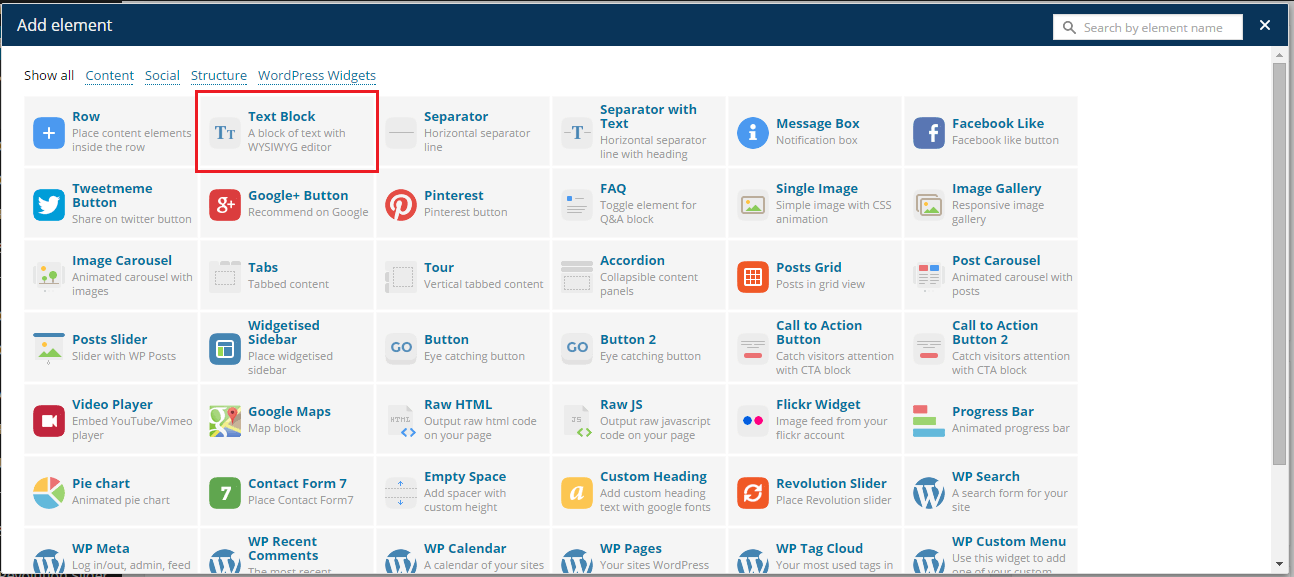 Add element
Search by element name
Show all Content Social Structure WordPress Widgets
Row
Place content elements
inside the row
Text Block
A block of text with
WYSIWYG editor
Separator
Horizontal separator
line
Separator with
Text
Horizontal separator
line with heading
Message Box
Notification box
Facebook Like
Facebook like button
Tweetmeme
Button
Share on twitter button
Google+ Button
Recommend on Google
Pinterest
Pinterest button
FAQ
Toggle element for
Q&A block
Single Image
Simple image with CSS
animation
Image Gallery
Responsive image
gallery
Image Carousel
Animated carousel with
images
Tabs
Tabbed content
Tour
Vertical tabbed content
Accordion
Collapsible content
panels
Posts Grid
Posts in grid view
Post Carousel
Animated carousel with
posts
Posts Slider
Slider with WP Posts
Widgetised
Sidebar
Place widgetised
sidebar
GO
Button
Eye catching button
GO
Button 2
Eye catching button
Call to Action
Button
Catch visitors attention
with CTA block
Call to Action
Button 2
Catch visitors attention
with CTA block
Video Player
Embed YouTube/Vimeo
player
Google Maps
Map block
HTML
Raw HTML
Output raw html code
on your page
JS
Raw JS
Output raw javascript
code on your page
Flickr Widget
Image feed from your
flickr account
Progress Bar
Animated progress bar
Pie chart
Animated pie chart
7
Contact Form 7
Place Contact Form7
Empty Space
Add spacer with
custom height
a
Custom Heading
Add custom heading
text with google fonts
Revolution Slider
Place Revolution slider
WP Search
A search form for your
site
WP Meta
Log in/out, admin, feed
WP Recent
Comments
The most recent
WP Calendar
A calendar of your sites
WP Pages
Your sites WordPress
WP Tag Cloud
Your most used tags in
WP Custom Menu
Use this widget to add
one of your custom